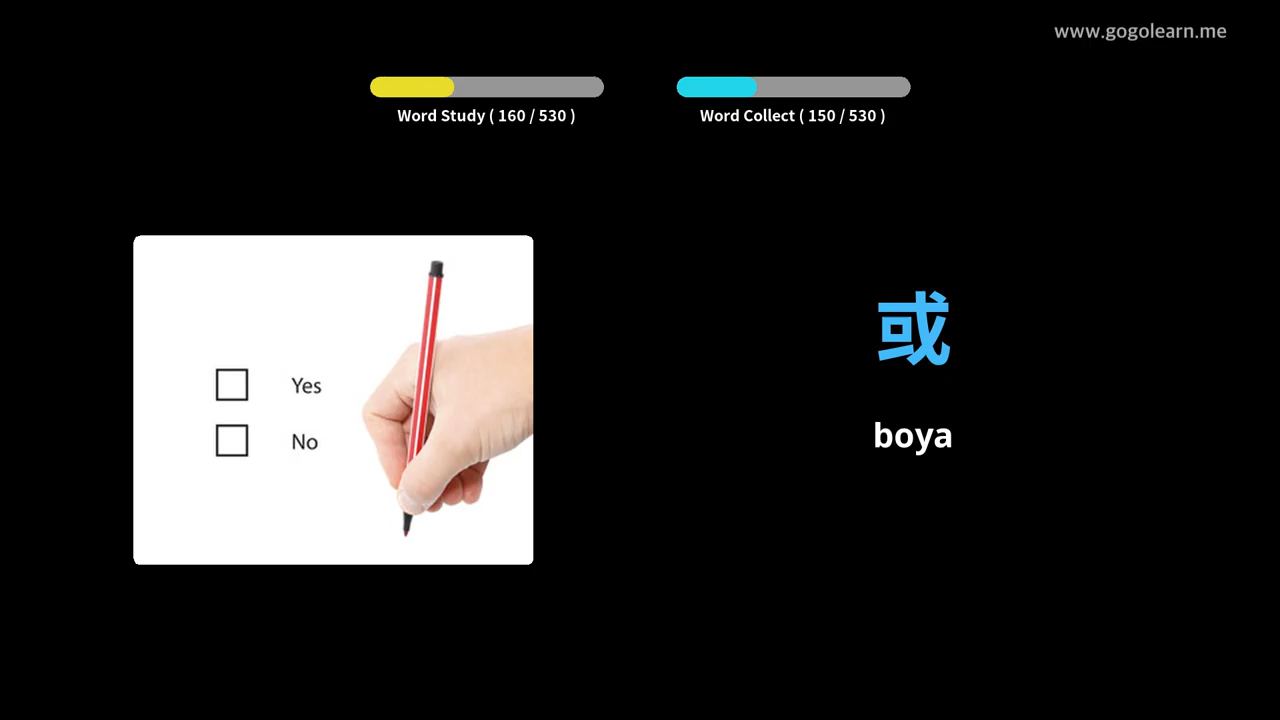 www.gogolearn.me
Word Study ( 160 / 530 )
Word Collect ( 150 / 530 )
Yes
No
或
boya